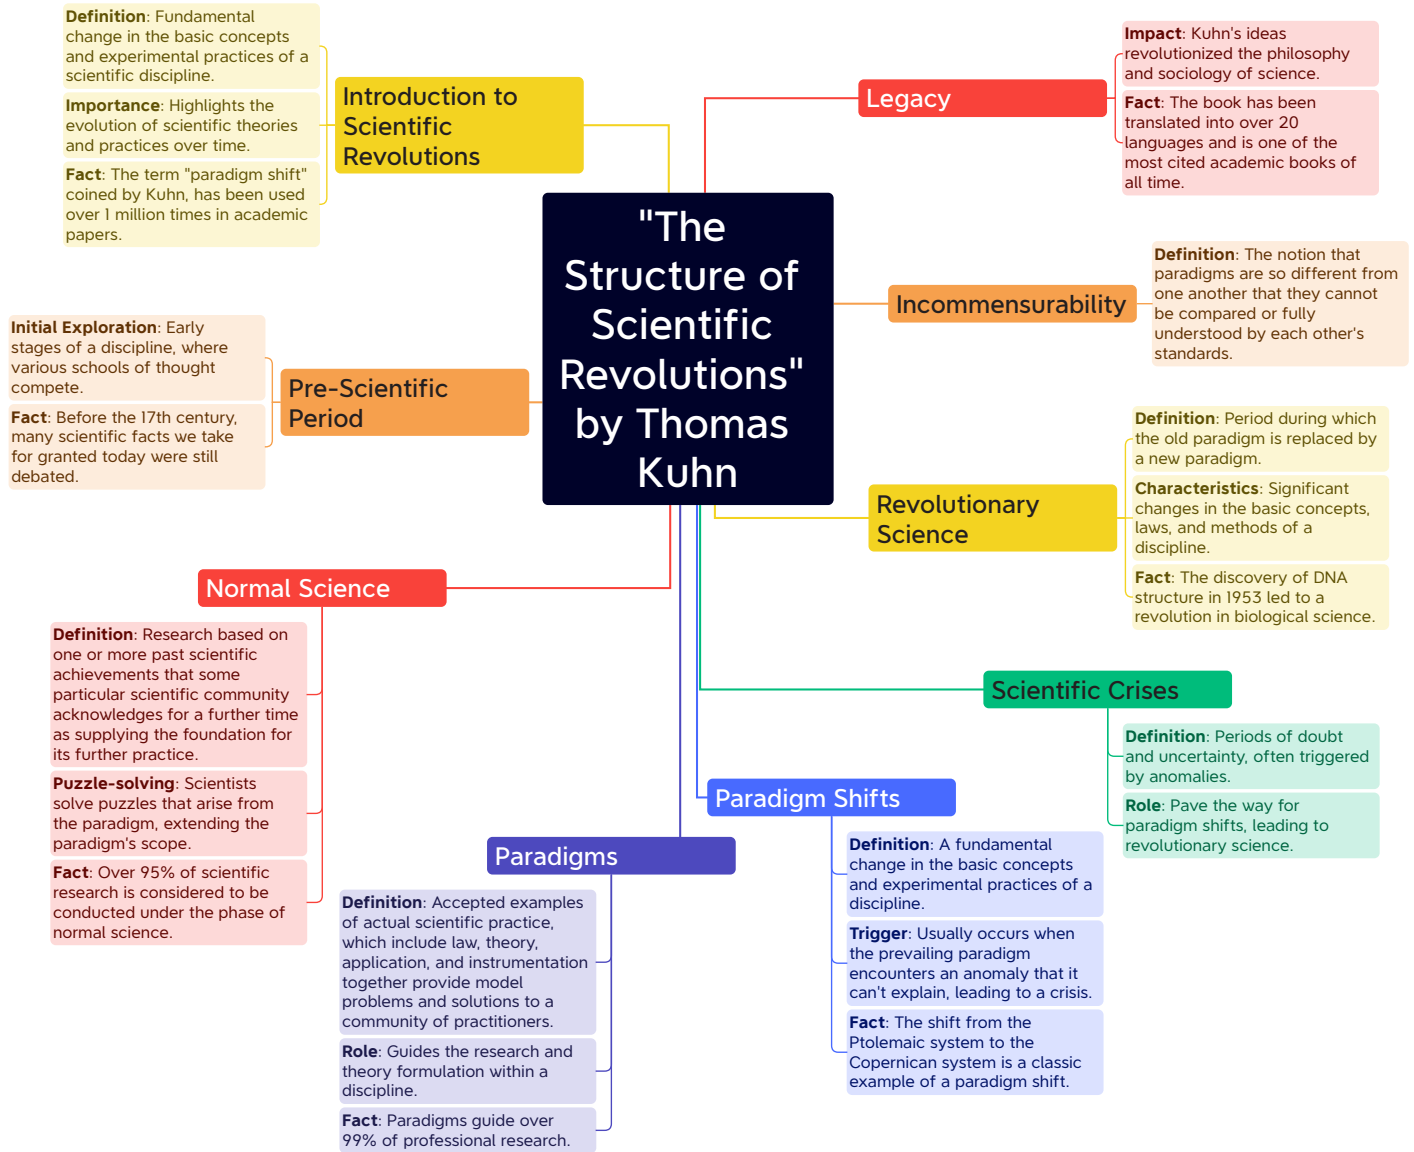 "The
Structure of
Scientific
Revolutions"
by Thomas
Kuhn
Introduction to
Scientific
Revolutions
Definition: Fundamental
change in the basic concepts
and experimental practices of a
scientific discipline.
Importance: Highlights the
evolution of scientific theories
and practices over time.
Fact: The term "paradigm shift"
coined by Kuhn, has been used
over 1 million times in academic
papers.
Pre-Scientific
Period
Initial Exploration: Early
stages of a discipline, where
various schools of thought
compete.
Fact: Before the 17th century,
many scientific facts we take
for granted today were still
debated.
Normal Science
Definition: Research based on
one or more past scientific
achievements that some
particular scientific community
acknowledges for a further time
as supplying the foundation for
its further practice.
Puzzle-solving: Scientists
solve puzzles that arise from
the paradigm, extending the
paradigm's scope.
Fact: Over 95% of scientific
research is considered to be
conducted under the phase of
normal science.
Paradigms
Definition: Accepted examples
of actual scientific practice,
which include law, theory,
application, and instrumentation
together provide model
problems and solutions to a
community of practitioners.
Role: Guides the research and
theory formulation within a
discipline.
Fact: Paradigms guide over
99% of professional research.
Paradigm Shifts
Definition: A fundamental
change in the basic concepts
and experimental practices of a
discipline.
Trigger: Usually occurs when
the prevailing paradigm
encounters an anomaly that it
can't explain, leading to a crisis.
Fact: The shift from the
Ptolemaic system to the
Copernican system is a classic
example of a paradigm shift.
Scientific Crises
Definition: Periods of doubt
and uncertainty, often triggered
by anomalies.
Role: Pave the way for
paradigm shifts, leading to
revolutionary science.
Revolutionary
Science
Definition: Period during which
the old paradigm is replaced by
a new paradigm.
Characteristics: Significant
changes in the basic concepts,
laws, and methods of a
discipline.
Fact: The discovery of DNA
structure in 1953 led to a
revolution in biological science.
Incommensurability
Definition: The notion that
paradigms are so different from
one another that they cannot
be compared or fully
understood by each other's
standards.
Legacy
Impact: Kuhn's ideas
revolutionized the philosophy
and sociology of science.
Fact: The book has been
translated into over 20
languages and is one of the
most cited academic books of
all time.